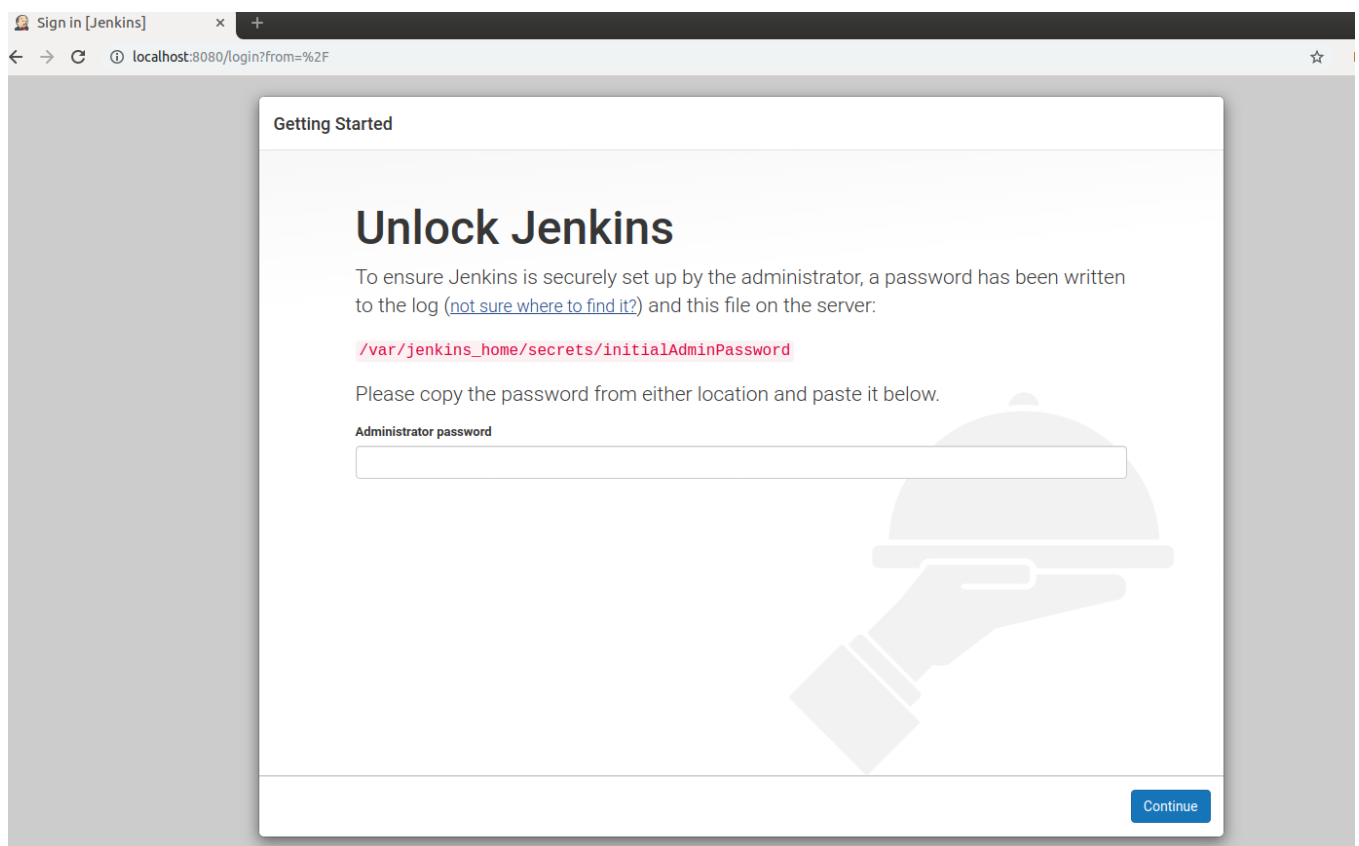 Sign in [Jenkins]
localhost:8080/login?from=%2F
Getting Started
Unlock Jenkins
To ensure Jenkins is securely set up by the administrator, a password has been written
to the log (not sure where to find it?) and this file on the server:
/var/jenkins_home/secrets/initialAdminPassword
Please copy the password from either location and paste it below.
Administrator password
Continue